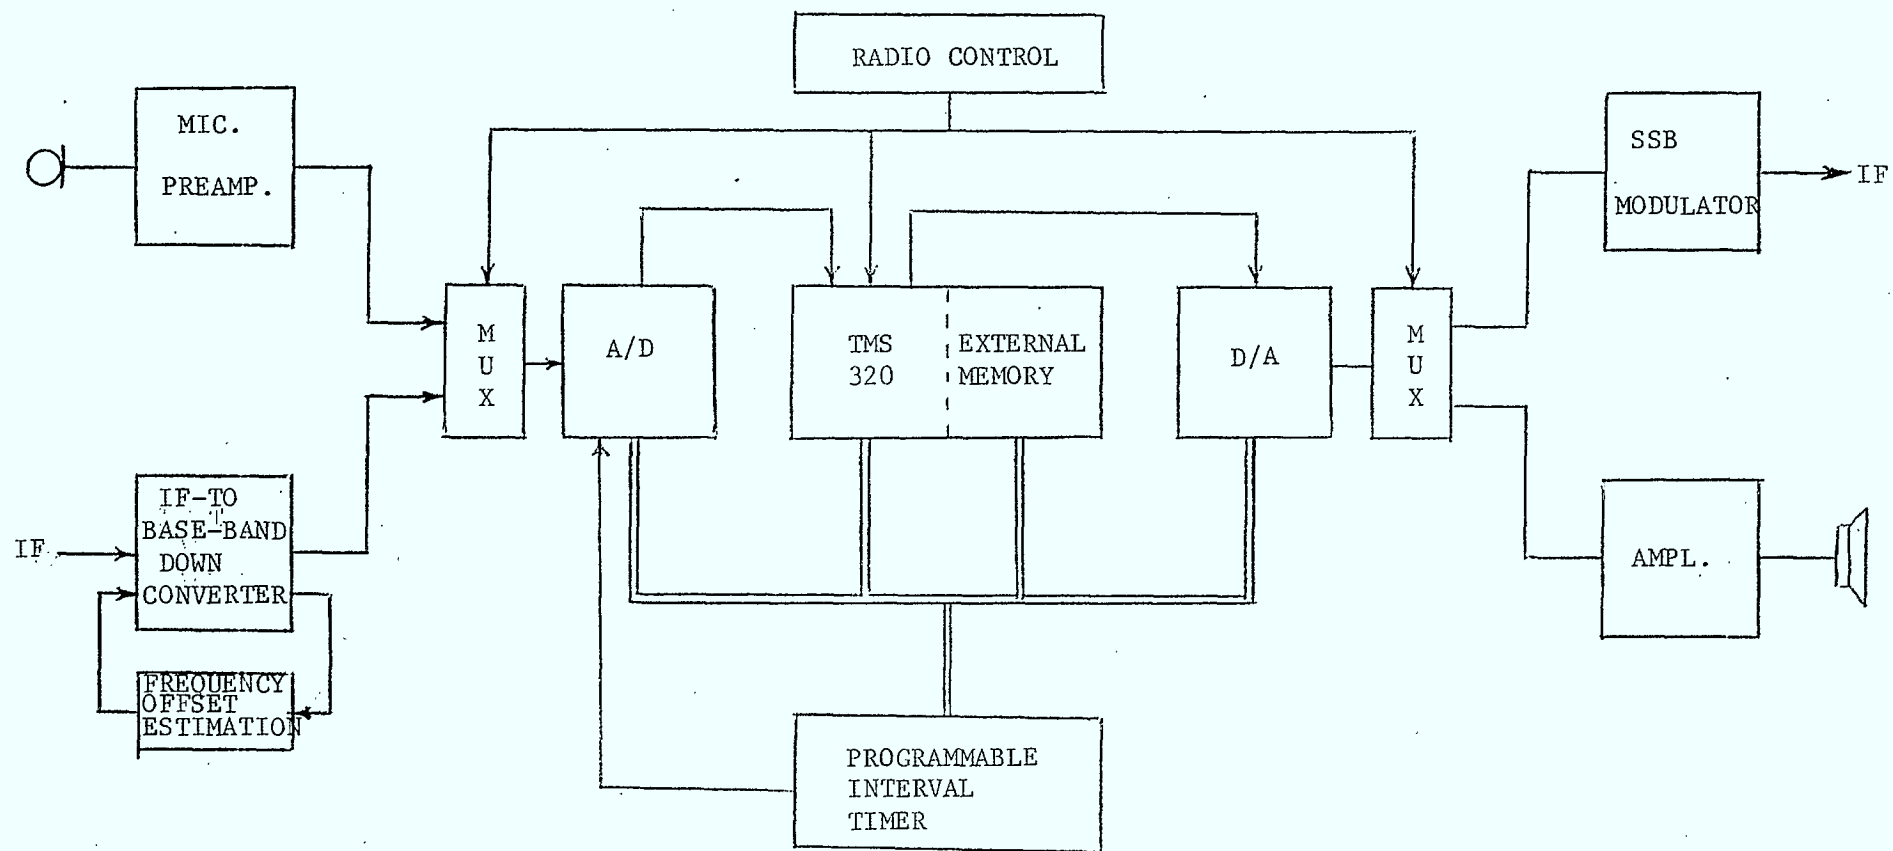 RADIO CONTROL
MIC.
PREAMP.
SSB
MODULATOR
IF
M
U
X
A/D
TMS
320
EXTERNAL
MEMORY
D/A
M
U
X
IF-TO
BASE-BAND
DOWN
CONVERTER
IF
AMPL.
FREQUENCY
OFFSET
ESTIMATION
PROGRAMMABLE
INTERVAL
TIMER